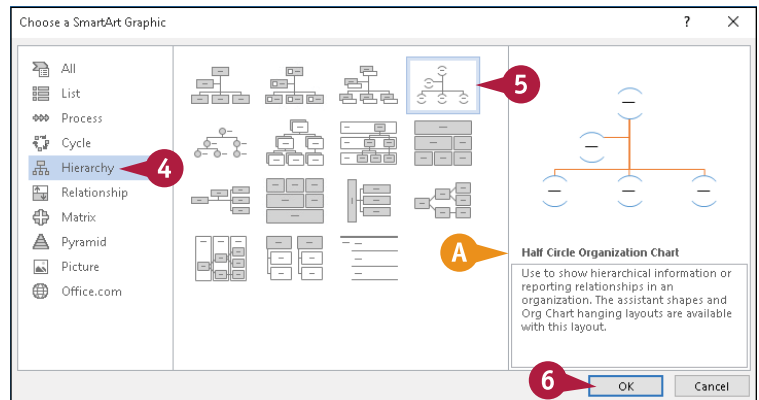 Choose a SmartArt Graphic ? ×
All
List
Process
Cycle
Hierarchy
Relationship
Matrix
Pyramid
Picture
Office.com
4
5
A
Half Circle Organization Chart
Use to show hierarchical information or
reporting relationships in an
organization. The assistant shapes and
Org Chart hanging layouts are available
with this layout.
6
OK Cancel